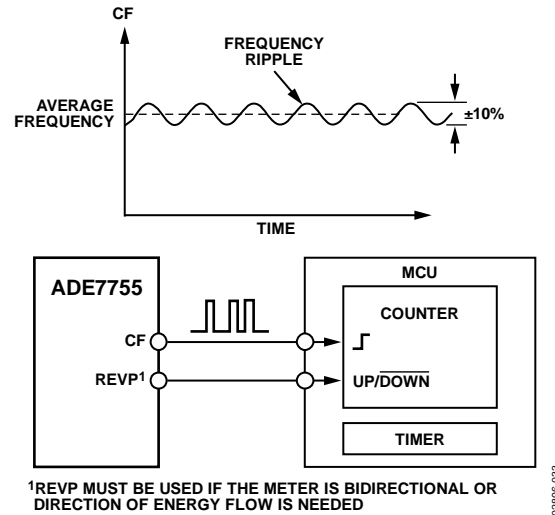 CF
FREQUENCY
RIPPLE
AVERAGE
FREQUENCY
±10%
TIME
ADE7755
MCU
COUNTER
CF
REVP¹
UP/DOWN
TIMER
¹REVP MUST BE USED IF THE METER IS BIDIRECTIONAL OR
DIRECTION OF ENERGY FLOW IS NEEDED